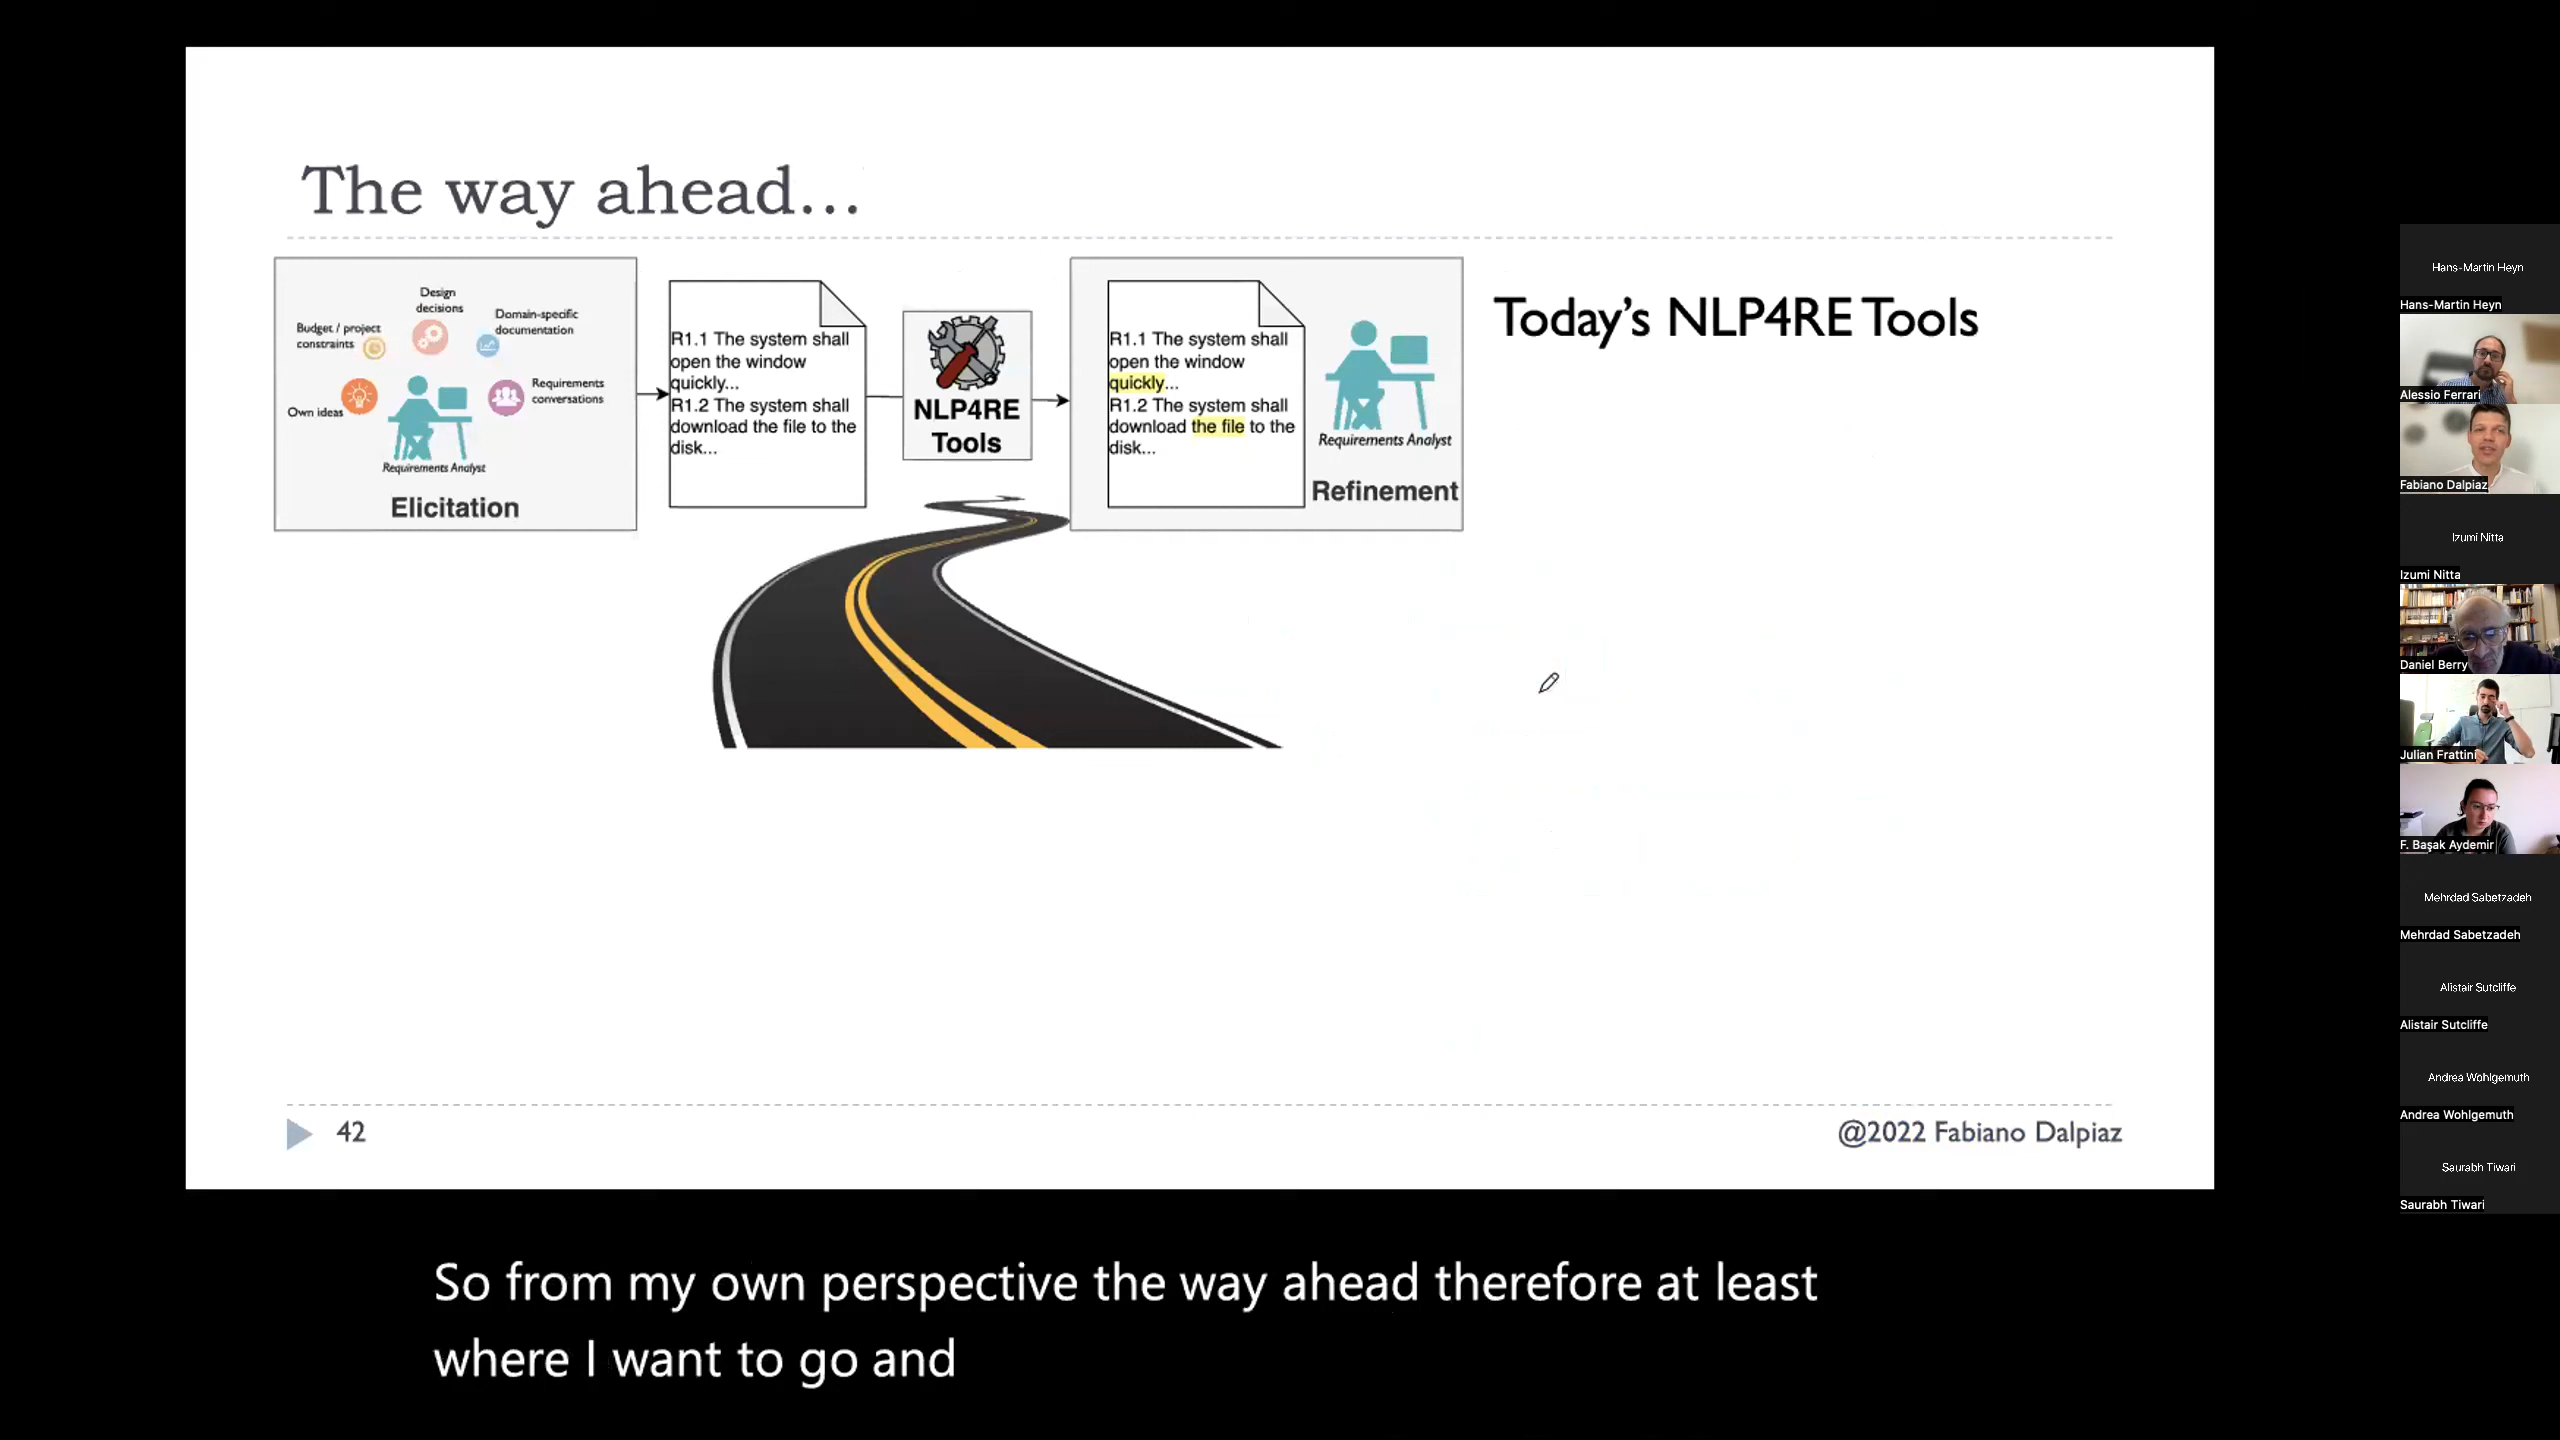 The way ahead...
Design
decisions
Domain-specific
documentation
Budget / project
constraints
Requirements
conversations
Own ideas
Requirements Analyst
Elicitation
R1.1 The system shall
open the window
quickly...
R1.2 The system shall
download the file to the
disk...
NLP4RE
Tools
R1.1 The system shall
open the window
quickly...
R1.2 The system shall
download the file to the
disk...
Requirements Analyst
Refinement
Today's NLP4RE Tools
42
@2022 Fabiano Dalpiaz
So from my own perspective the way ahead therefore at least
where I want to go and
Hans-Martin Heyn
Hans-Martin Heyn
Alessio Ferrari
Fabiano Dalpiaz
Izumi Nitta
Izumi Nitta
Daniel Berry
Julian Frattini
F. Başak Aydemir
Mehrdad Sabetzadeh
Mehrdad Sabetzadeh
Alistair Sutcliffe
Alistair Sutcliffe
Andrea Wohlgemuth
Andrea Wohlgemuth
Saurabh Tiwari
Saurabh Tiwari